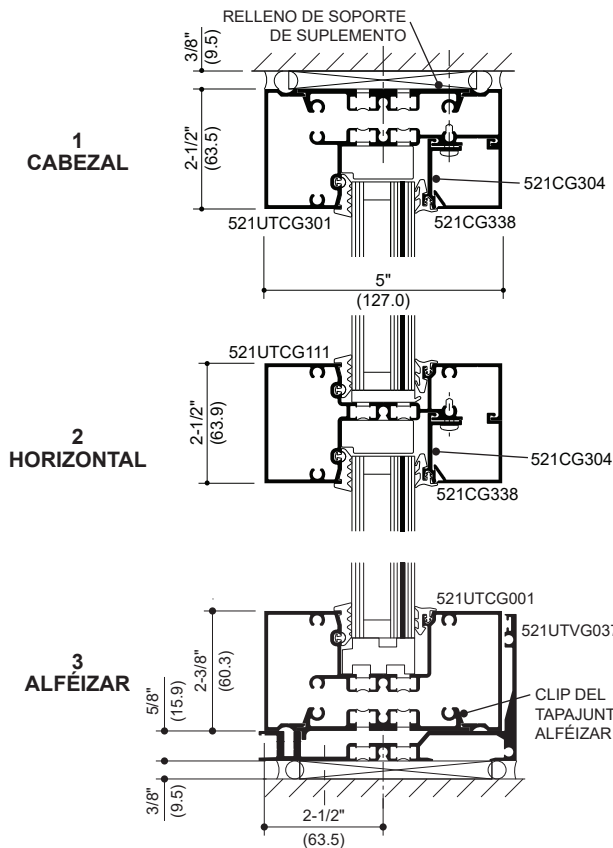 RELLENO DE SOPORTE
DE SUPLEMENTO
3/8"
(9.5)
1
CABEZAL
2-1/2"
(63.5)
521CG304
521UTCG301
521CG338
5"
(127.0)
521UTCG111
2
HORIZONTAL
2-1/2"
(63.9)
521CG304
521CG338
521UTCG001
521UTVG037
3
ALFÉIZAR
2-3/8"
(60.3)
5/8"
(15.9)
CLIP DEL
TAPAJUNT
ALFÉIZAR
3/8"
(9.5)
2-1/2"
(63.5)